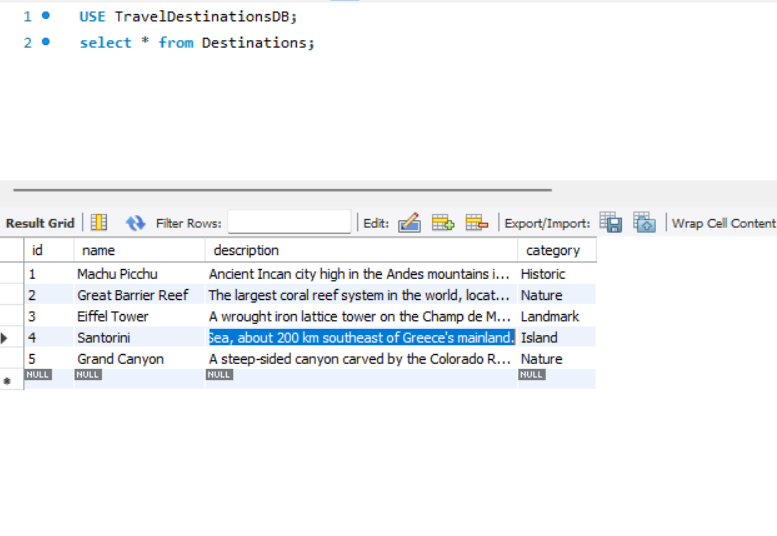 1 USE TravelDestinationsDB;
2 select * from Destinations;
Result Grid Filter Rows: Edit: Export/Import: Wrap Cell Content
id name description category
1 Machu Picchu Ancient Incan city high in the Andes mountains i... Historic
2 Great Barrier Reef The largest coral reef system in the world, locat... Nature
3 Eiffel Tower A wrought iron lattice tower on the Champ de M... Landmark
4 Santorini Sea, about 200 km southeast of Greece's mainland. Island
5 Grand Canyon A steep-sided canyon carved by the Colorado R... Nature
NULL NULL NULL NULL